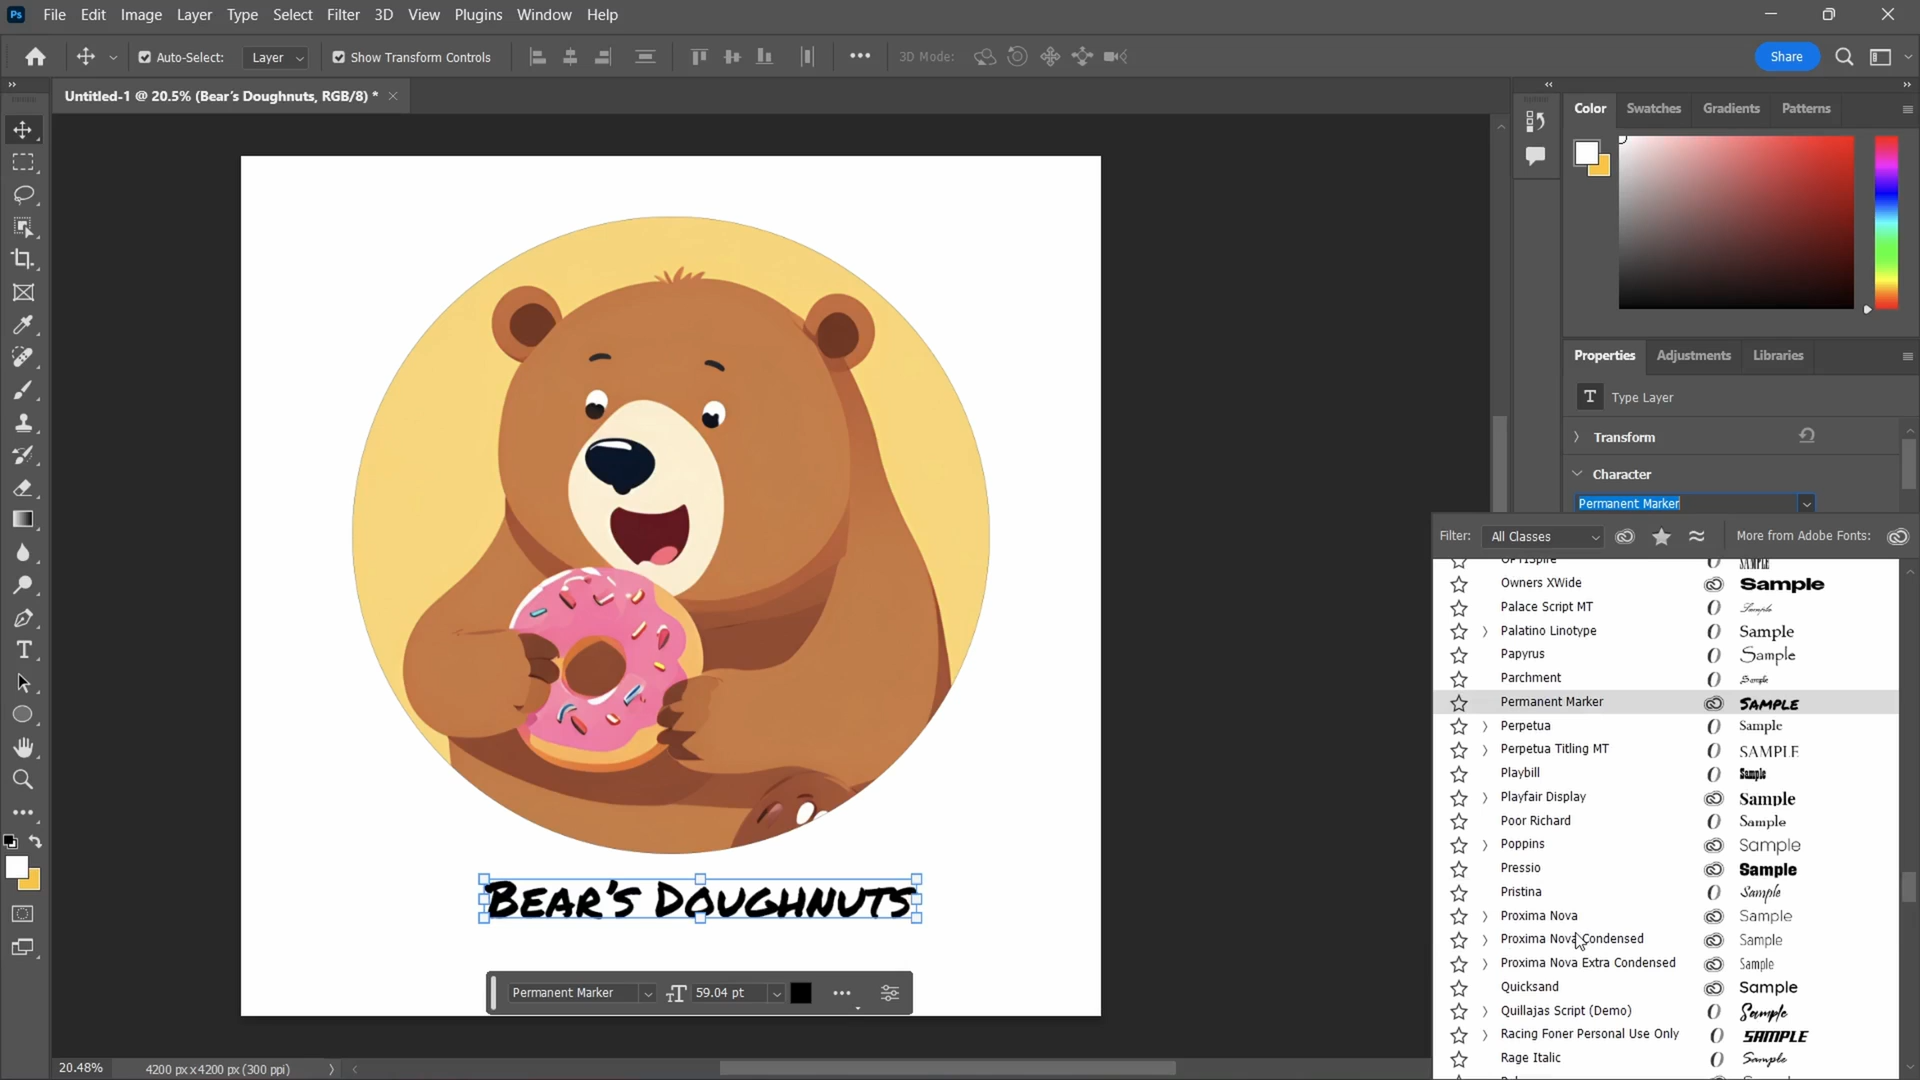 Ps File Edit Image Layer Type Select Filter 3D View Plugins Window Help
Auto-Select: Layer Show Transform Controls 3D Mode: Share
Untitled-1 @ 20.5% (Bear's Doughnuts, RGB/8) *
Color Swatches Gradients Patterns
Properties Adjustments Libraries
T Type Layer
Transform
Character
Permanent Marker
Filter: All Classes More from Adobe Fonts:
Owners XWide Sample
Palace Script MT Sample
Palatino Linotype Sample
Papyrus Sample
Parchment Sample
Permanent Marker SAMPLE
Perpetua Sample
Perpetua Titling MT SAMPLE
Playbill Sample
Playfair Display Sample
Poor Richard Sample
Poppins Sample
Pressio Sample
Pristina Sample
Proxima Nova Sample
Proxima Nova Condensed Sample
Proxima Nova Extra Condensed Sample
Quicksand Sample
Quillajas Script (Demo) Sample
Racing Foner Personal Use Only SAMPLE
Rage Italic Sample
BEAR'S DOUGHNUTS
Permanent Marker 59.04 pt
20.48% 4200 px x 4200 px (300 ppi)